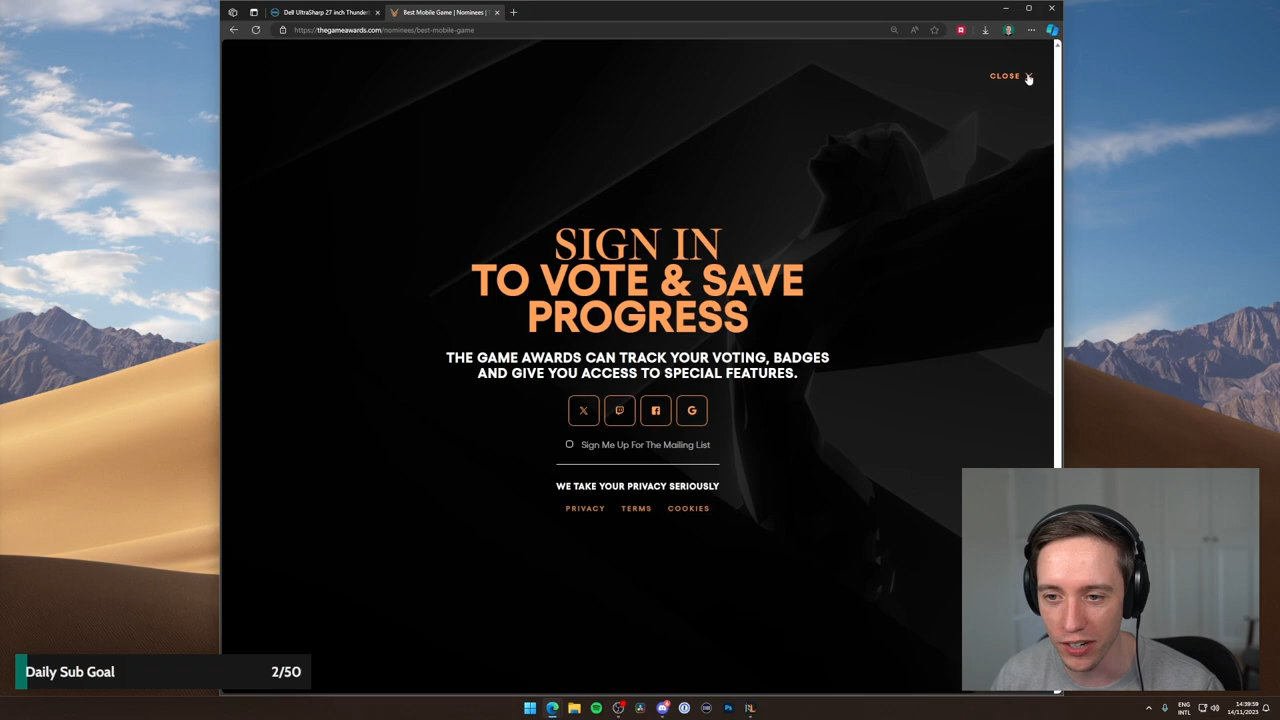 Dell UltraSharp 27 inch Thunder
Best Mobile Game | Nominees |
https://thegameawards.com/nominees/best-mobile-game
CLOSE
SIGN IN
TO VOTE & SAVE
PROGRESS
THE GAME AWARDS CAN TRACK YOUR VOTING, BADGES
AND GIVE YOU ACCESS TO SPECIAL FEATURES.
Sign Me Up For The Mailing List
WE TAKE YOUR PRIVACY SERIOUSLY
PRIVACY TERMS COOKIES
Daily Sub Goal 2/50
ENG
INTL
14:39:59
14/11/2023